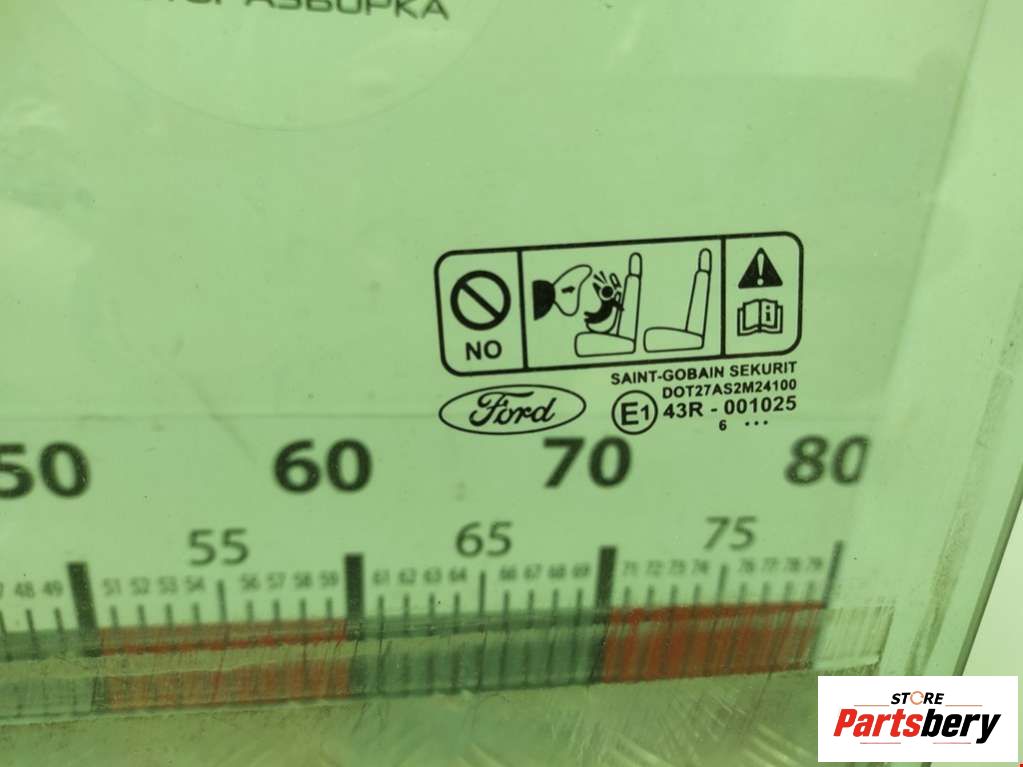 NO
SAINT-GOBAIN SEKURIT
DOT27AS2M24100
Ford
E1 43R - 001025
6 ...
50 60 70 80
55 65 75
48 49 51 52 53 54 56 57 58 59 61 62 63 64 66 67 68 69 71 72 73 74 76 77 78 79
STORE
Partsbery